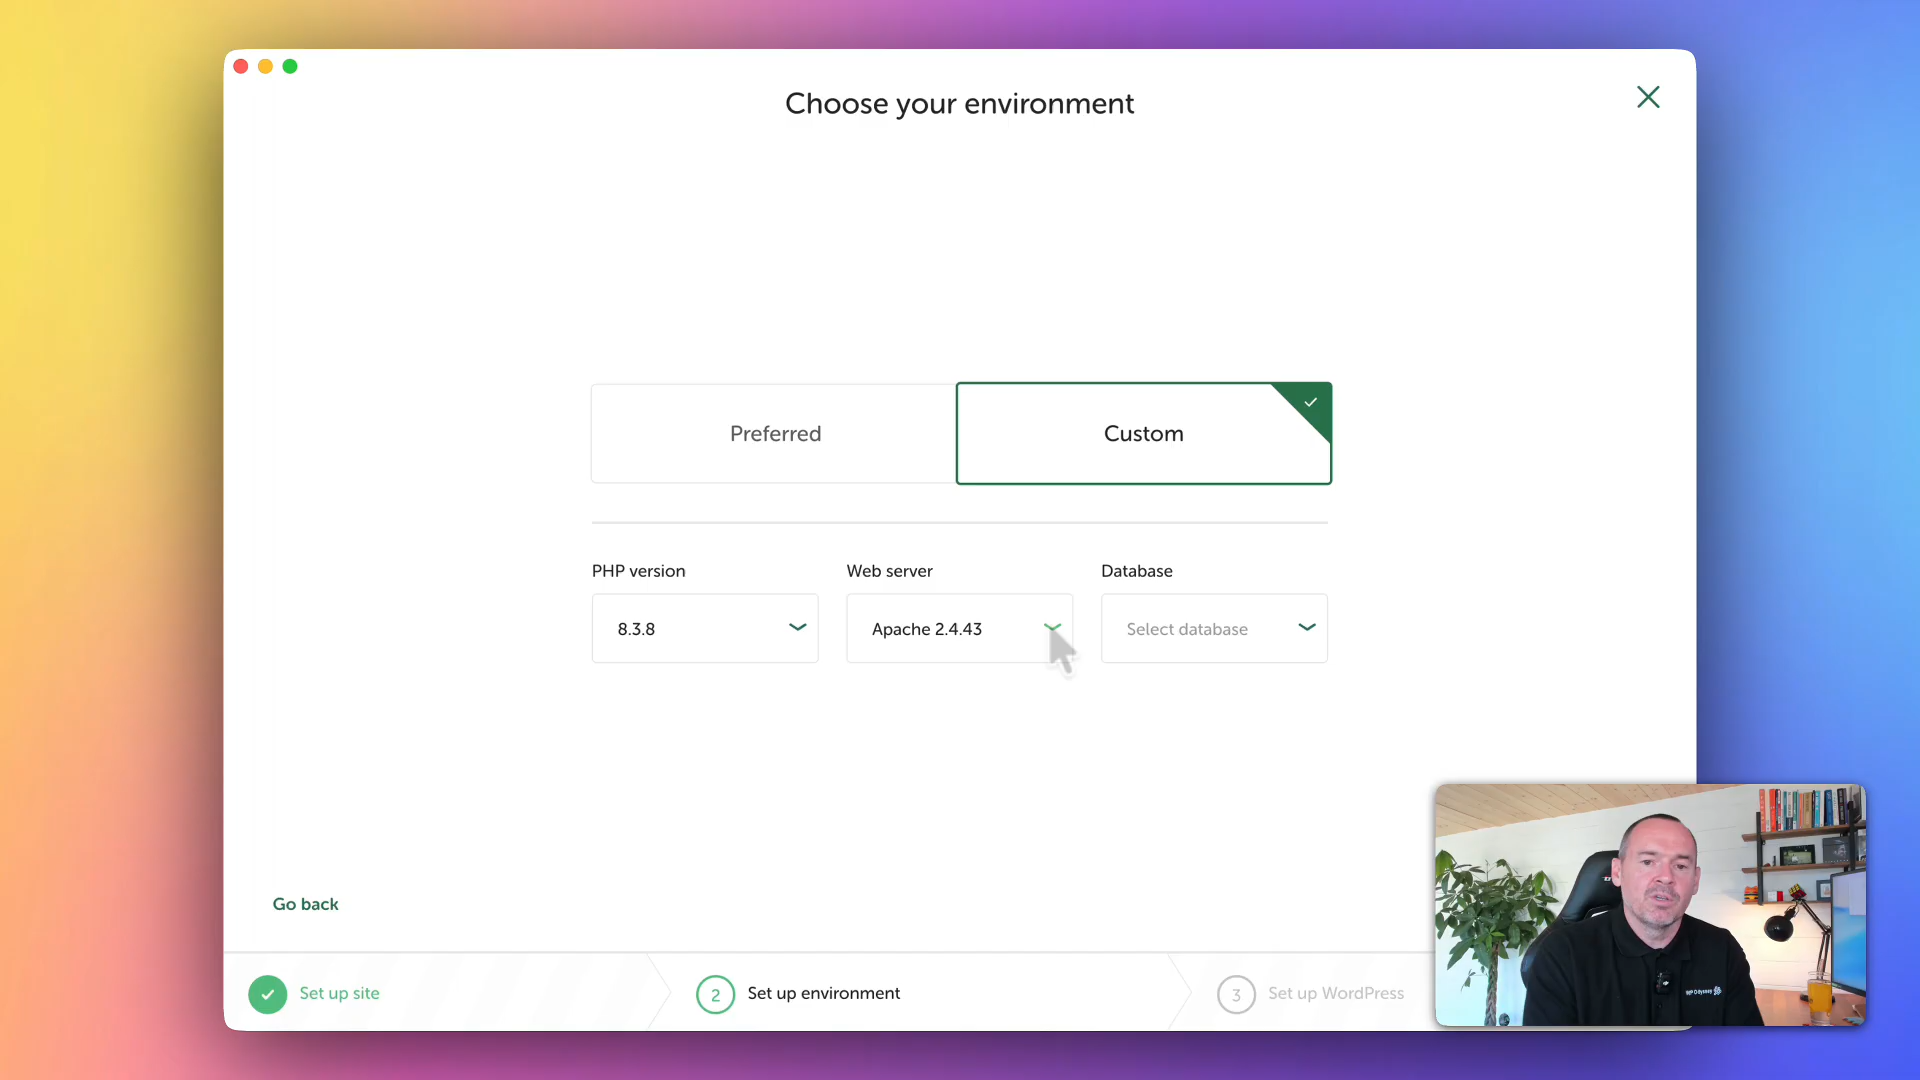 Choose your environment
Preferred
Custom
PHP version
Web server
Database
8.3.8
Apache 2.4.43
Select database
Go back
Set up site
2
Set up environment
3
Set up WordPress